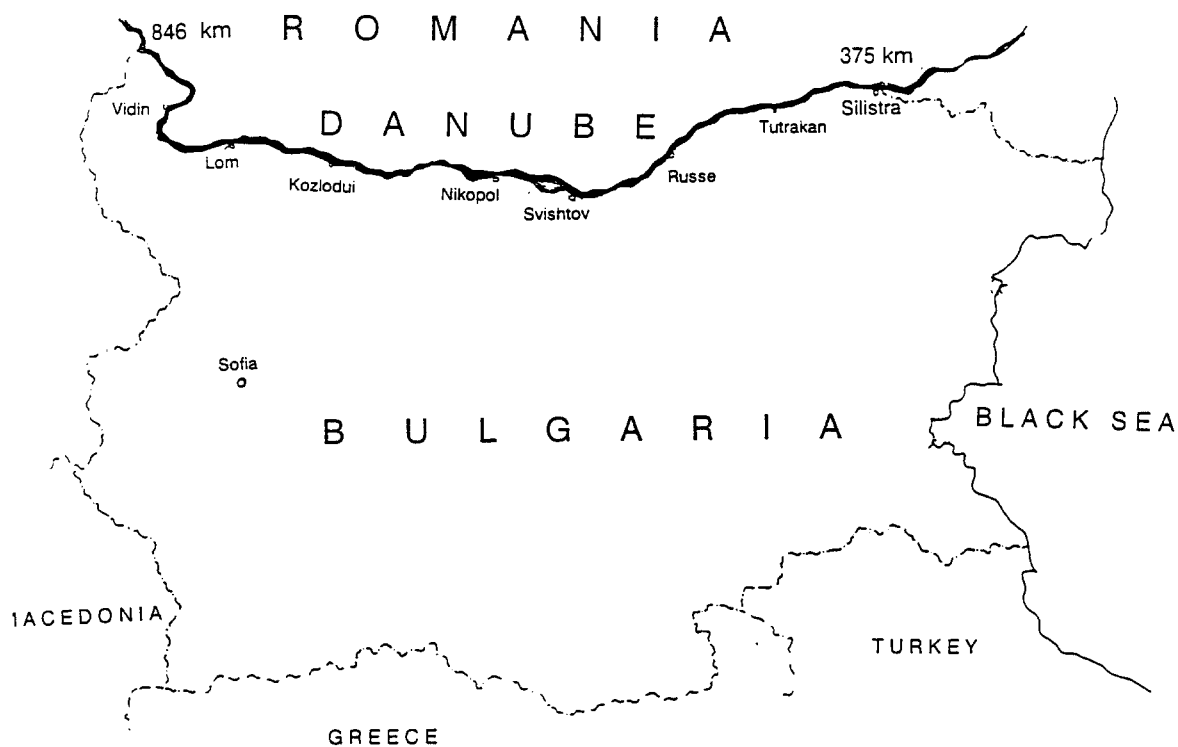 846 km
R O M A N I A
375 km
Vidin
D A N U B E
Silistra
Tutrakan
Lom
Kozlodui
Nikopol
Russe
Svishtov
Sofia
B U L G A R I A
BLACK SEA
IACEDONIA
TURKEY
GREECE